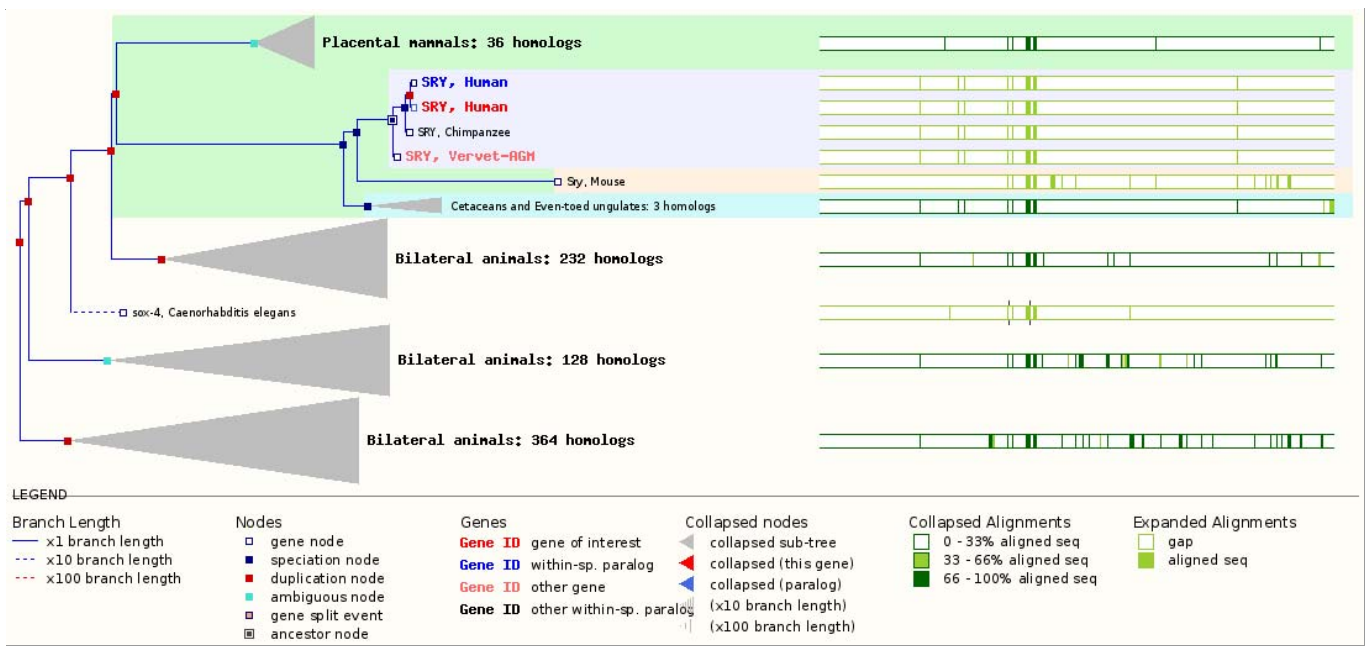 Placental mammals: 36 homologs
SRY, Human
SRY, Human
SRY, Chimpanzee
SRY, Vervet-AGM
Sry, Mouse
Cetaceans and Even-toed ungulates: 3 homologs
Bilateral animals: 232 homologs
sox-4, Caenorhabditis elegans
Bilateral animals: 128 homologs
Bilateral animals: 364 homologs
LEGEND
Branch Length
x1 branch length
x10 branch length
x100 branch length
Nodes
gene node
speciation node
duplication node
ambiguous node
gene split event
ancestor node
Genes
Gene ID gene of interest
Gene ID within-sp. paralog
Gene ID other gene
Gene ID other within-sp. paralog
Collapsed nodes
collapsed sub-tree
collapsed (this gene)
collapsed (paralog)
(x10 branch length)
(x100 branch length)
Collapsed Alignments
0 - 33% aligned seq
33 - 66% aligned seq
66 - 100% aligned seq
Expanded Alignments
gap
aligned seq